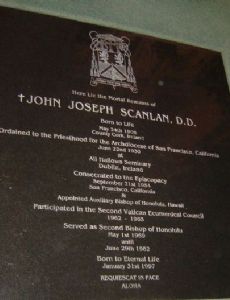 Here Lie the Mortal Remains of
†JOHN JOSEPH SCANLAN, D.D.
Born to Life
May 24th 1906
County Cork, Ireland
Ordained to the Priesthood for the Archdiocese of San Francisco, California
June 22nd 1930
at
All Hallows Seminary
Dublin, Ireland
Consecrated to the Episcopacy
September 21st 1954
San Francisco, California
&
Appointed Auxiliary Bishop of Honolulu, Hawaii
Participated in the Second Vatican Ecumenical Council
1962 - 1965
Served as Second Bishop of Honolulu
May 1st 1968
until
June 29th 1982
Born to Eternal Life
January 31st 1997
REQUIESCAT IN PACE
ALOHA